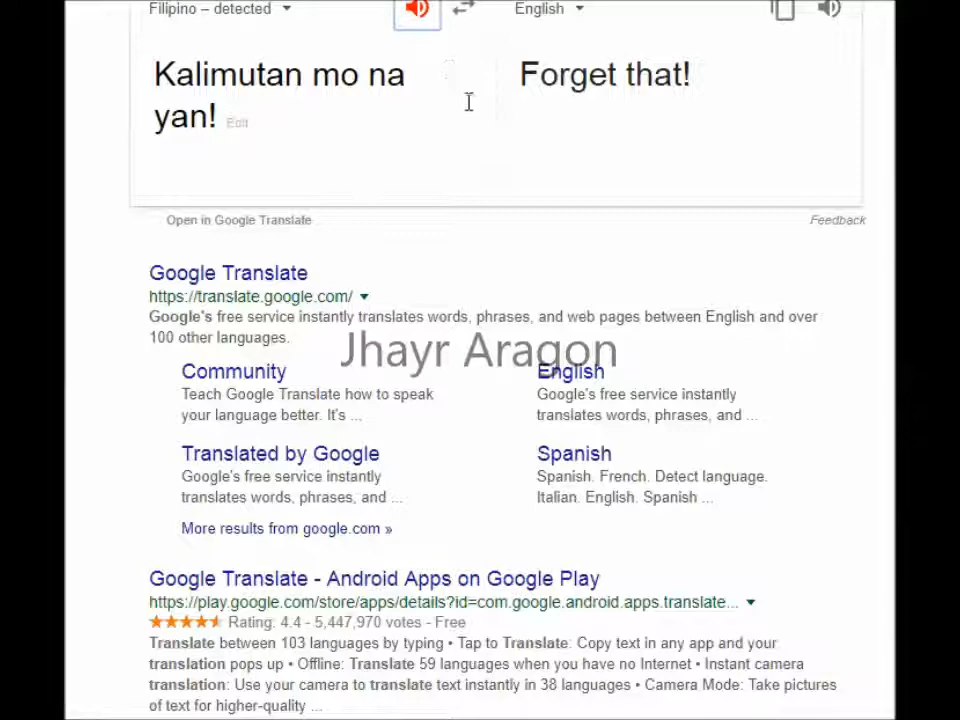 Filipino – detected English
Kalimutan mo na Forget that!
yan! Edit
Open in Google Translate Feedback
Google Translate
https://translate.google.com/
Google's free service instantly translates words, phrases, and web pages between English and over
100 other languages.
Jhayr Aragon
Community English
Teach Google Translate how to speak Google's free service instantly
your language better. It's ... translates words, phrases, and ...
Translated by Google Spanish
Google's free service instantly Spanish. French. Detect language.
translates words, phrases, and ... Italian. English. Spanish ...
More results from google.com »
Google Translate - Android Apps on Google Play
https://play.google.com/store/apps/details?id=com.google.android.apps.translate...
Rating: 4.4 - 5,447,970 votes - Free
Translate between 103 languages by typing • Tap to Translate: Copy text in any app and your
translation pops up • Offline: Translate 59 languages when you have no Internet • Instant camera
translation: Use your camera to translate text instantly in 38 languages • Camera Mode: Take pictures
of text for higher-quality ...